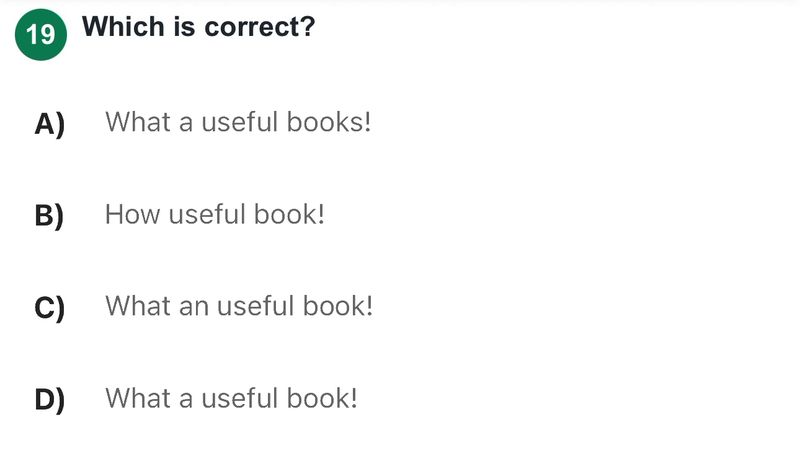 19 Which is correct?
A) What a useful books!
B) How useful book!
C) What an useful book!
D) What a useful book!